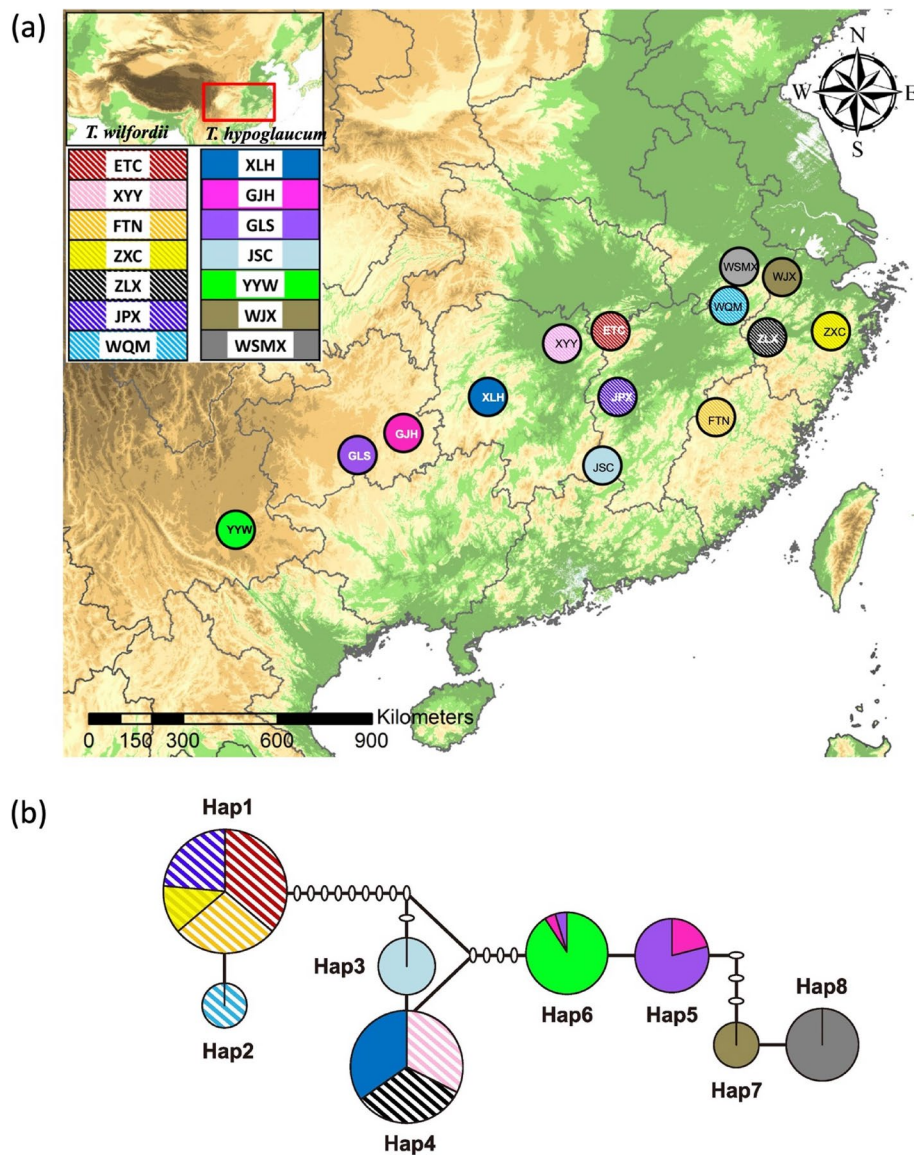 (a)
N
W E
S
T. wilfordii T. hypoglaucum
ETC XLH
XYY GJH
FTN GLS
ZXC JSC
ZLX YYW
JPX WJX
WQM WSMX
WSMX
WJX
WQM
ETC
ZXC
XYY
ZLX
XLH
JPX
FTN
GJH
GLS
JSC
YYW
Kilometers
0 150 300 600 900
(b)
Hap1
Hap3
Hap2
Hap4
Hap6
Hap5
Hap8
Hap7